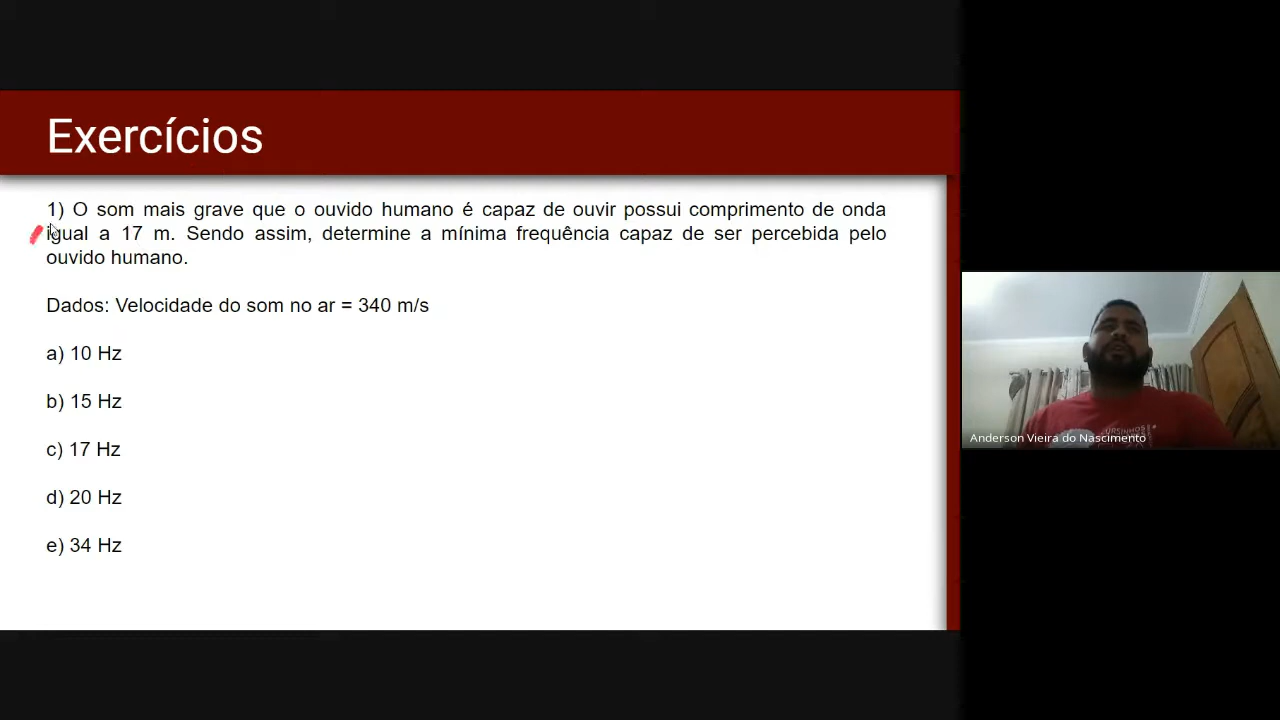 Exercícios
1) O som mais grave que o ouvido humano é capaz de ouvir possui comprimento de onda
igual a 17 m. Sendo assim, determine a mínima frequência capaz de ser percebida pelo
ouvido humano.
Dados: Velocidade do som no ar = 340 m/s
a) 10 Hz
b) 15 Hz
c) 17 Hz
d) 20 Hz
e) 34 Hz
CURSINHOS
Anderson Vieira do Nascimento